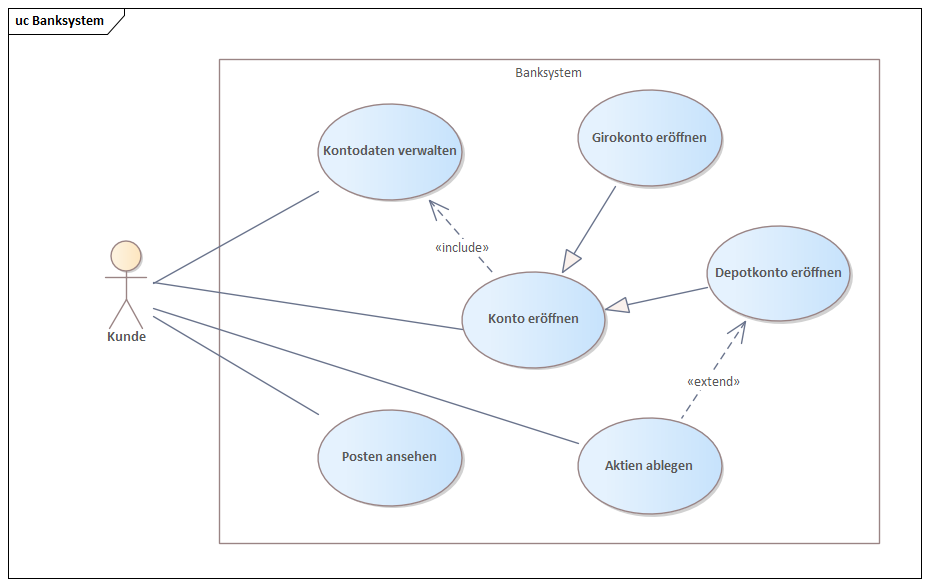 uc Banksystem
Banksystem
Girokonto eröffnen
Kontodaten verwalten
«include»
Depotkonto eröffnen
Konto eröffnen
Kunde
«extend»
Posten ansehen
Aktien ablegen